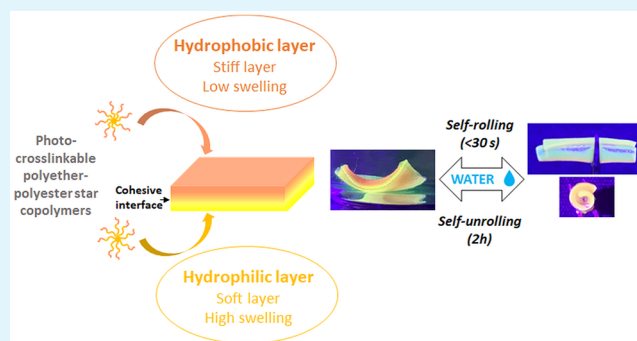 Hydrophobic layer
Stiff layer
Low swelling
Photo-
crosslinkable
polyether-
polyester star
copolymers
Cohesive
interface
Hydrophilic layer
Soft layer
High swelling
Self-rolling
(<30 s)
WATER
Self-unrolling
(2h)